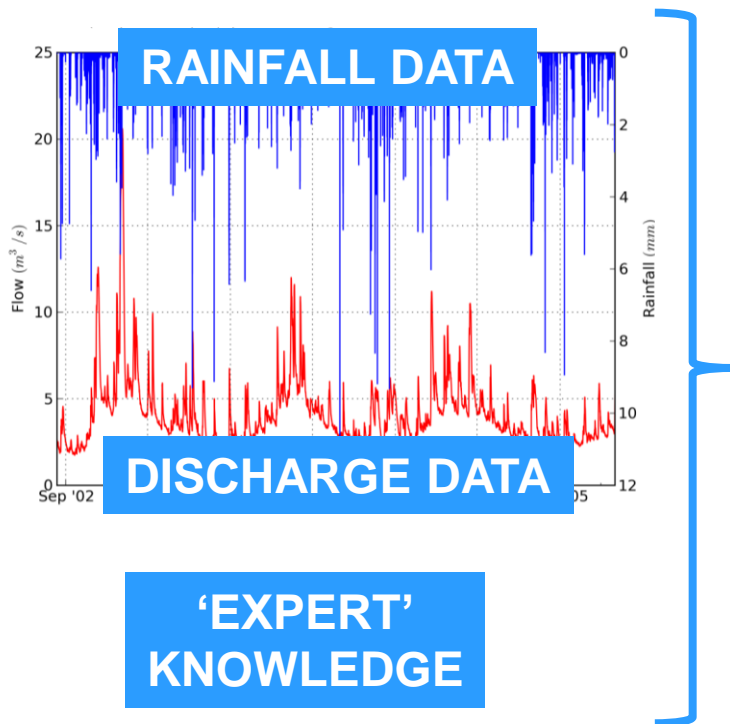 RAINFALL DATA
25
20
15
10
5
0
Flow (m³/s)
0
2
4
6
8
10
12
Rainfall (mm)
Sep '02
05
DISCHARGE DATA
‘EXPERT’
KNOWLEDGE